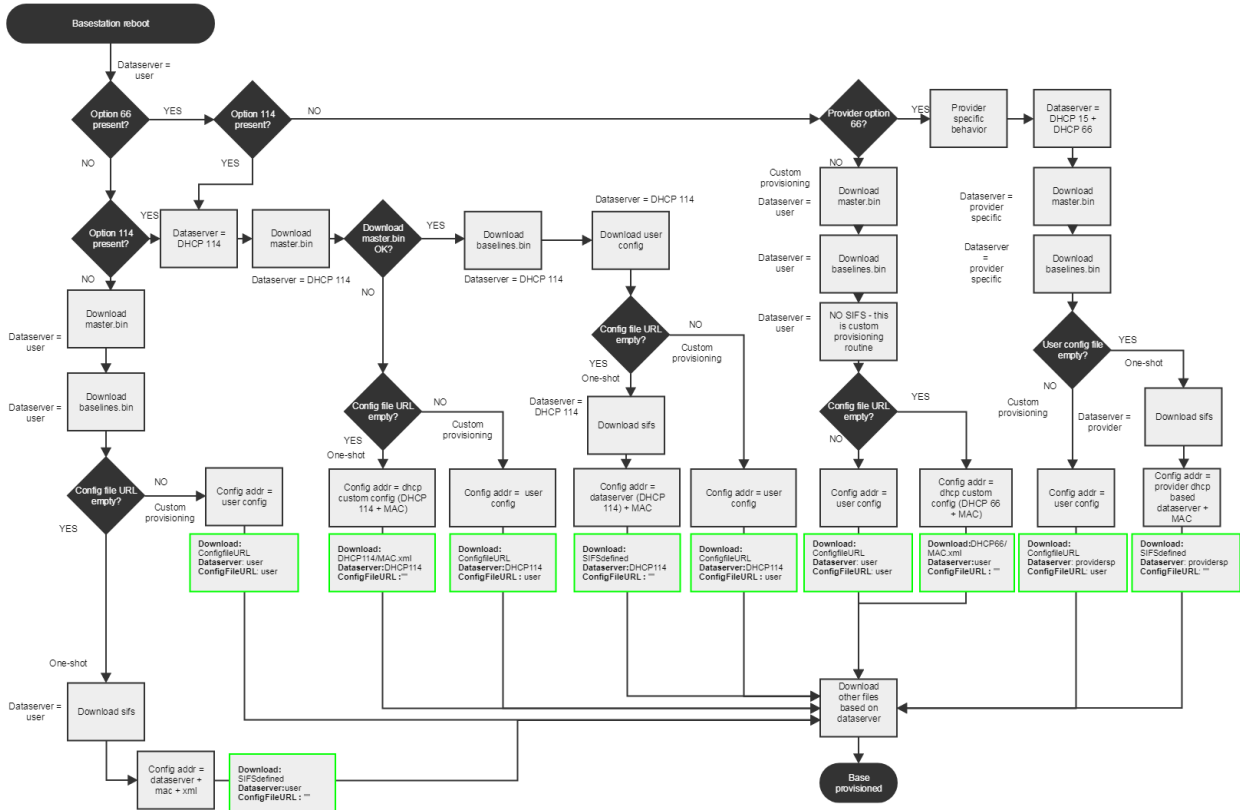 Basestation reboot
Dataserver =
user
Option 66
present?
YES
Option 114
present?
NO
Provider option
66?
YES
Provider
specific
behavior
Dataserver =
DHCP 15 +
DHCP 66
NO
YES
NO
Custom
provisioning
Option 114
present?
YES
Dataserver =
DHCP 114
Download
master.bin
Dataserver = DHCP 114
Download
master.bin
OK?
YES
Download
baselines.bin
Dataserver = DHCP 114
Dataserver = DHCP 114
Download user
config
Dataserver =
user
Download
master.bin
Dataserver =
user
Download
baselines.bin
Dataserver =
user
NO SIFS - this
is custom
provisioning
routine
Dataserver =
provider
specific
Download
master.bin
Dataserver
=
provider
specific
Download
baselines.bin
NO
Download
master.bin
Dataserver =
user
Dataserver =
user
Download
baselines.bin
NO
Config file URL
empty?
NO
Custom
provisioning
YES
One-shot
User config file
empty?
YES
One-shot
NO
Custom
provisioning
Dataserver =
provider
Download sifs
Config file URL
empty?
NO
Custom
provisioning
YES
One-shot
Dataserver =
DHCP 114
Download sifs
Config file URL
empty?
YES
NO
Config file URL
empty?
NO
Custom
provisioning
YES
Config addr =
user config
Config addr = dhcp
custom config (DHCP
114 + MAC)
Config addr = user
config
Config addr =
dataserver (DHCP
114) + MAC
Config addr = user
config
Config addr =
user config
Config addr =
dhcp custom
config (DHCP 66
+ MAC)
Config addr =
user config
Config addr =
provider dhcp
based
dataserver +
MAC
Download:
ConfigfileURL
Dataserver: user
ConfigFileURL: user
Download:
DHCP114/MAC.xml
Dataserver:DHCP114
ConfigFileURL : ""
Download:
ConfigfileURL
Dataserver:DHCP114
ConfigFileURL : user
Download:
SIFSdefined
Dataserver:DHCP114
ConfigFileURL : ""
Download:
ConfigfileURL
Dataserver:DHCP114
ConfigFileURL : user
Download:
ConfigfileURL
Dataserver: user
ConfigFileURL: user
Download:DHCP66/
MAC.xml
Dataserver:user
ConfigFileURL : ""
Download:
ConfigfileURL
Dataserver: providersp
ConfigFileURL: user
Download:
SIFSdefined
Dataserver: providersp
ConfigFileURL: ""
One-shot
Dataserver =
user
Download sifs
Download
other files
based on
dataserver
Config addr =
dataserver +
mac + xml
Download:
SIFSdefined
Dataserver:user
ConfigFileURL : ""
Base
provisioned